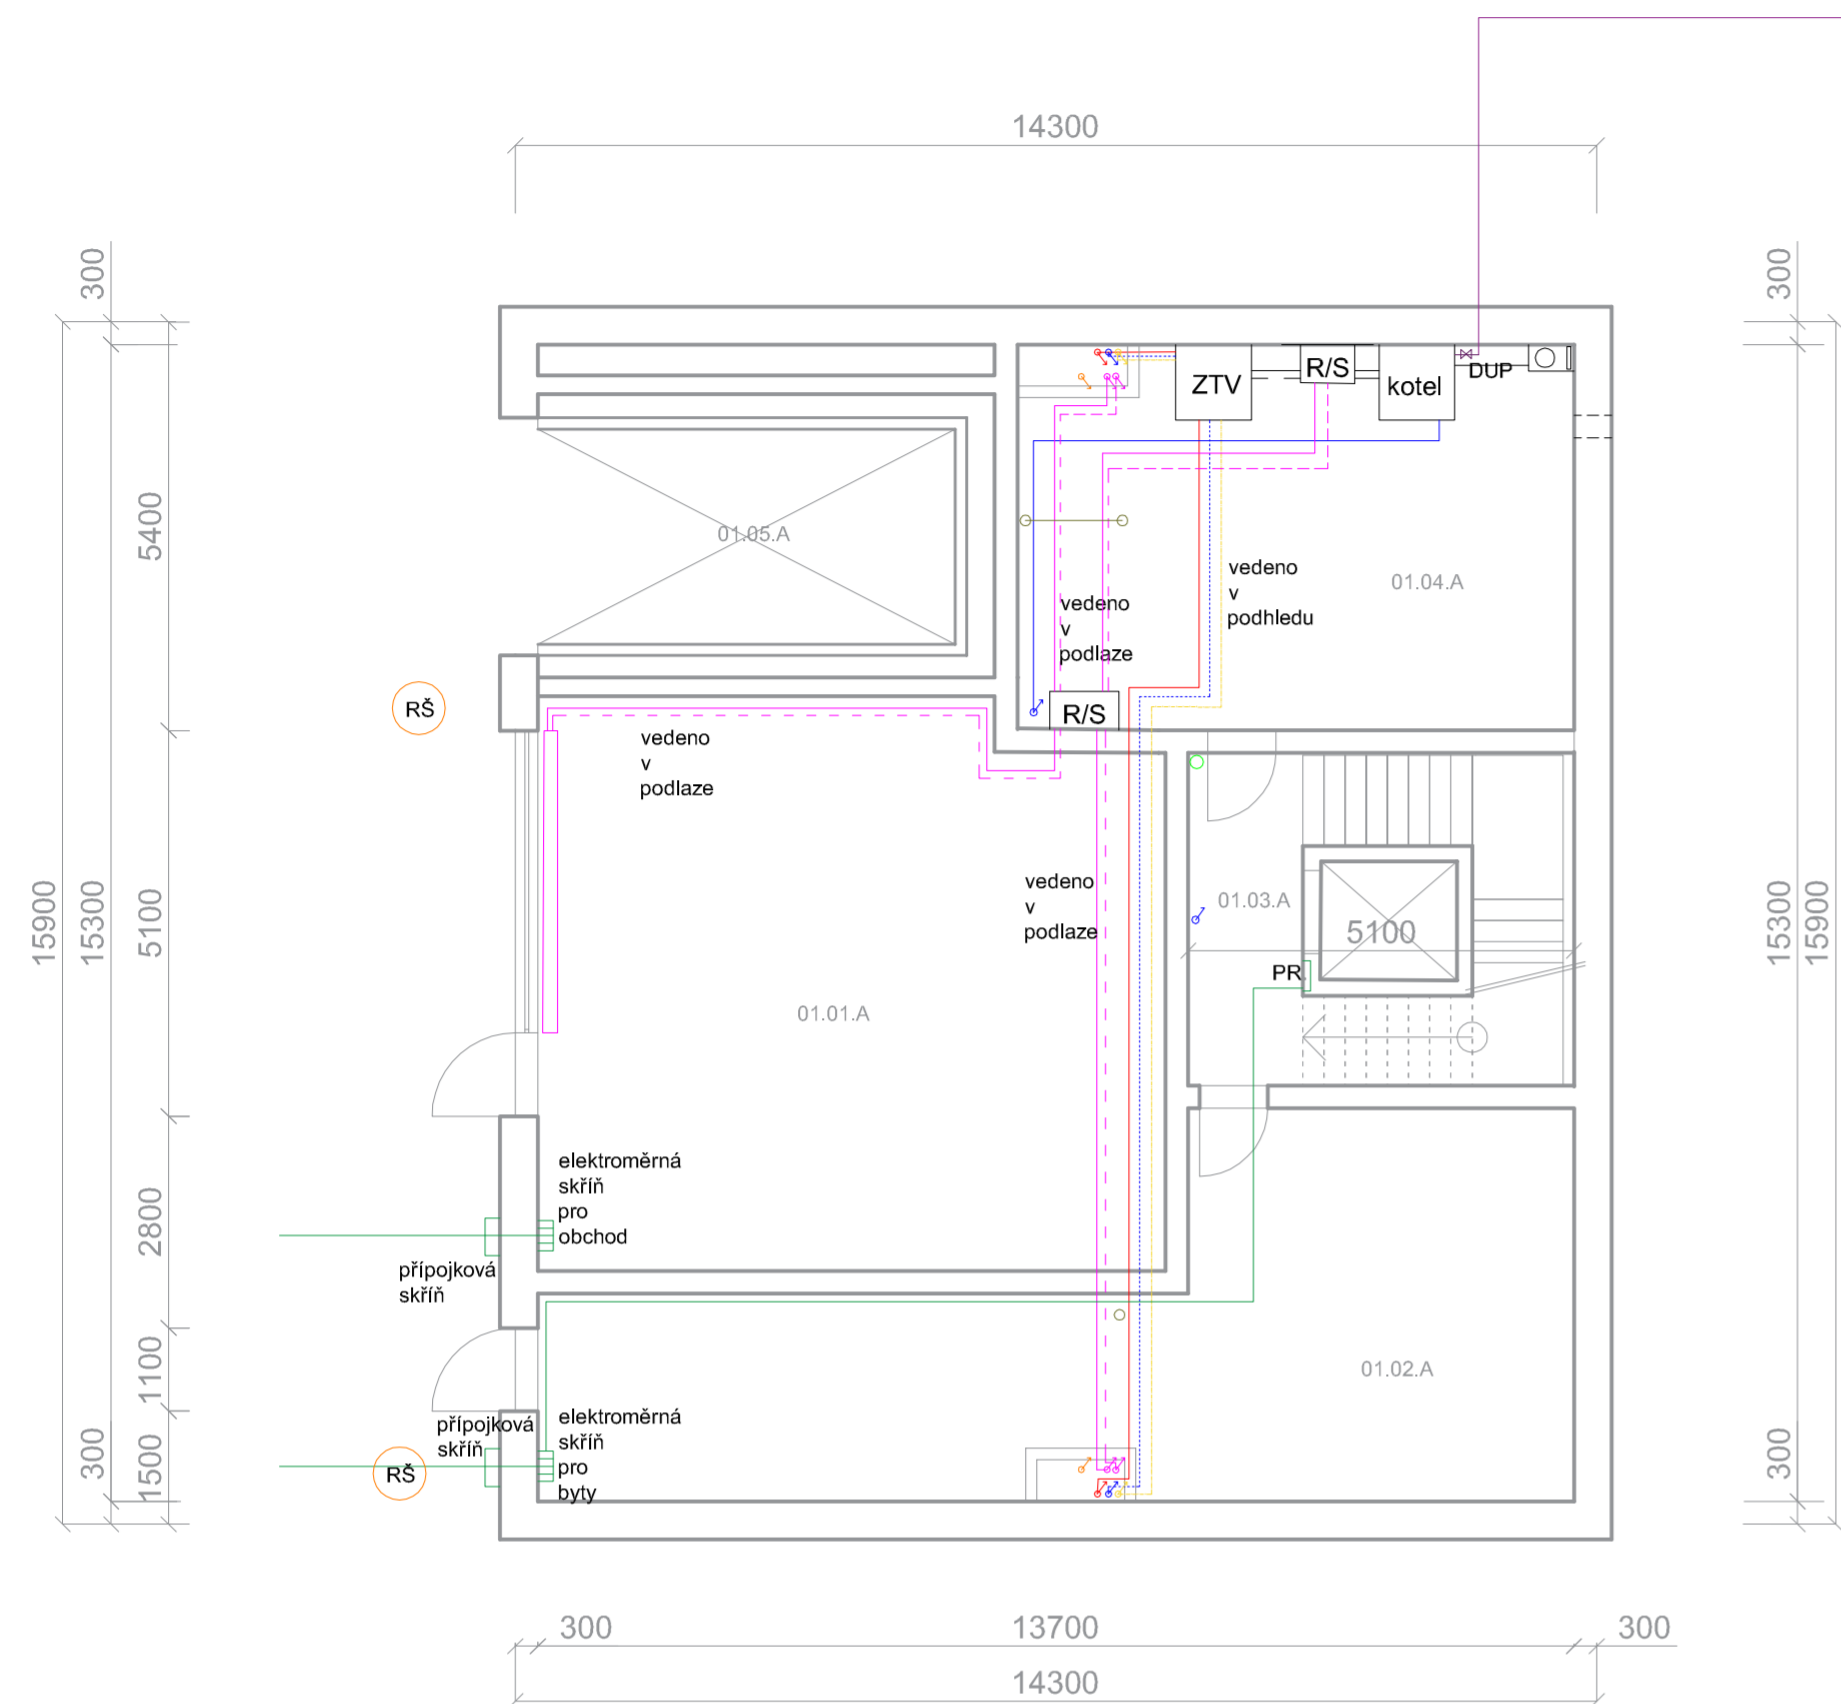 14300
300
300
ZTV
R/S
kotel
DUP
5400
01.05.A
vedeno
v
podhledu
01.04.A
vedeno
v
podlaze
RŠ
R/S
vedeno
v
podlaze
15900
15300
5100
vedeno
v
podlaze
01.03.A
5100
PR
15300
15900
01.01.A
elektroměrná
skříň
pro
obchod
2800
přípojková
skříň
1100
01.02.A
přípojková
skříň
elektroměrná
skříň
pro
byty
RŠ
300
1500
300
300
13700
300
14300